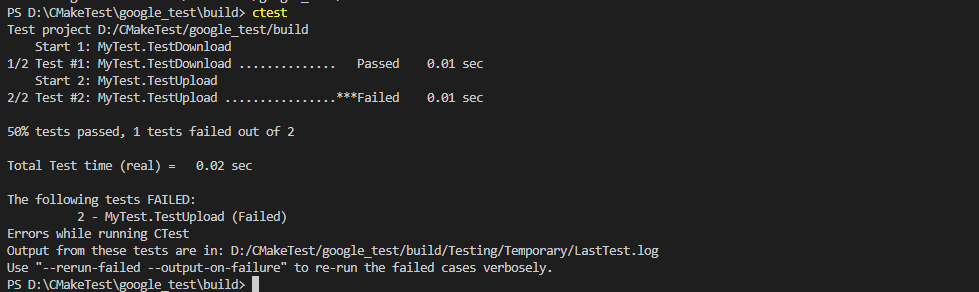 PS D:\CMakeTest\google_test\build> ctest
Test project D:/CMakeTest/google_test/build
    Start 1: MyTest.TestDownload
1/2 Test #1: MyTest.TestDownload ..............   Passed    0.01 sec
    Start 2: MyTest.TestUpload
2/2 Test #2: MyTest.TestUpload ................***Failed    0.01 sec

50% tests passed, 1 tests failed out of 2

Total Test time (real) =   0.02 sec

The following tests FAILED:
          2 - MyTest.TestUpload (Failed)
Errors while running CTest
Output from these tests are in: D:/CMakeTest/google_test/build/Testing/Temporary/LastTest.log
Use "--rerun-failed --output-on-failure" to re-run the failed cases verbosely.
PS D:\CMakeTest\google_test\build>